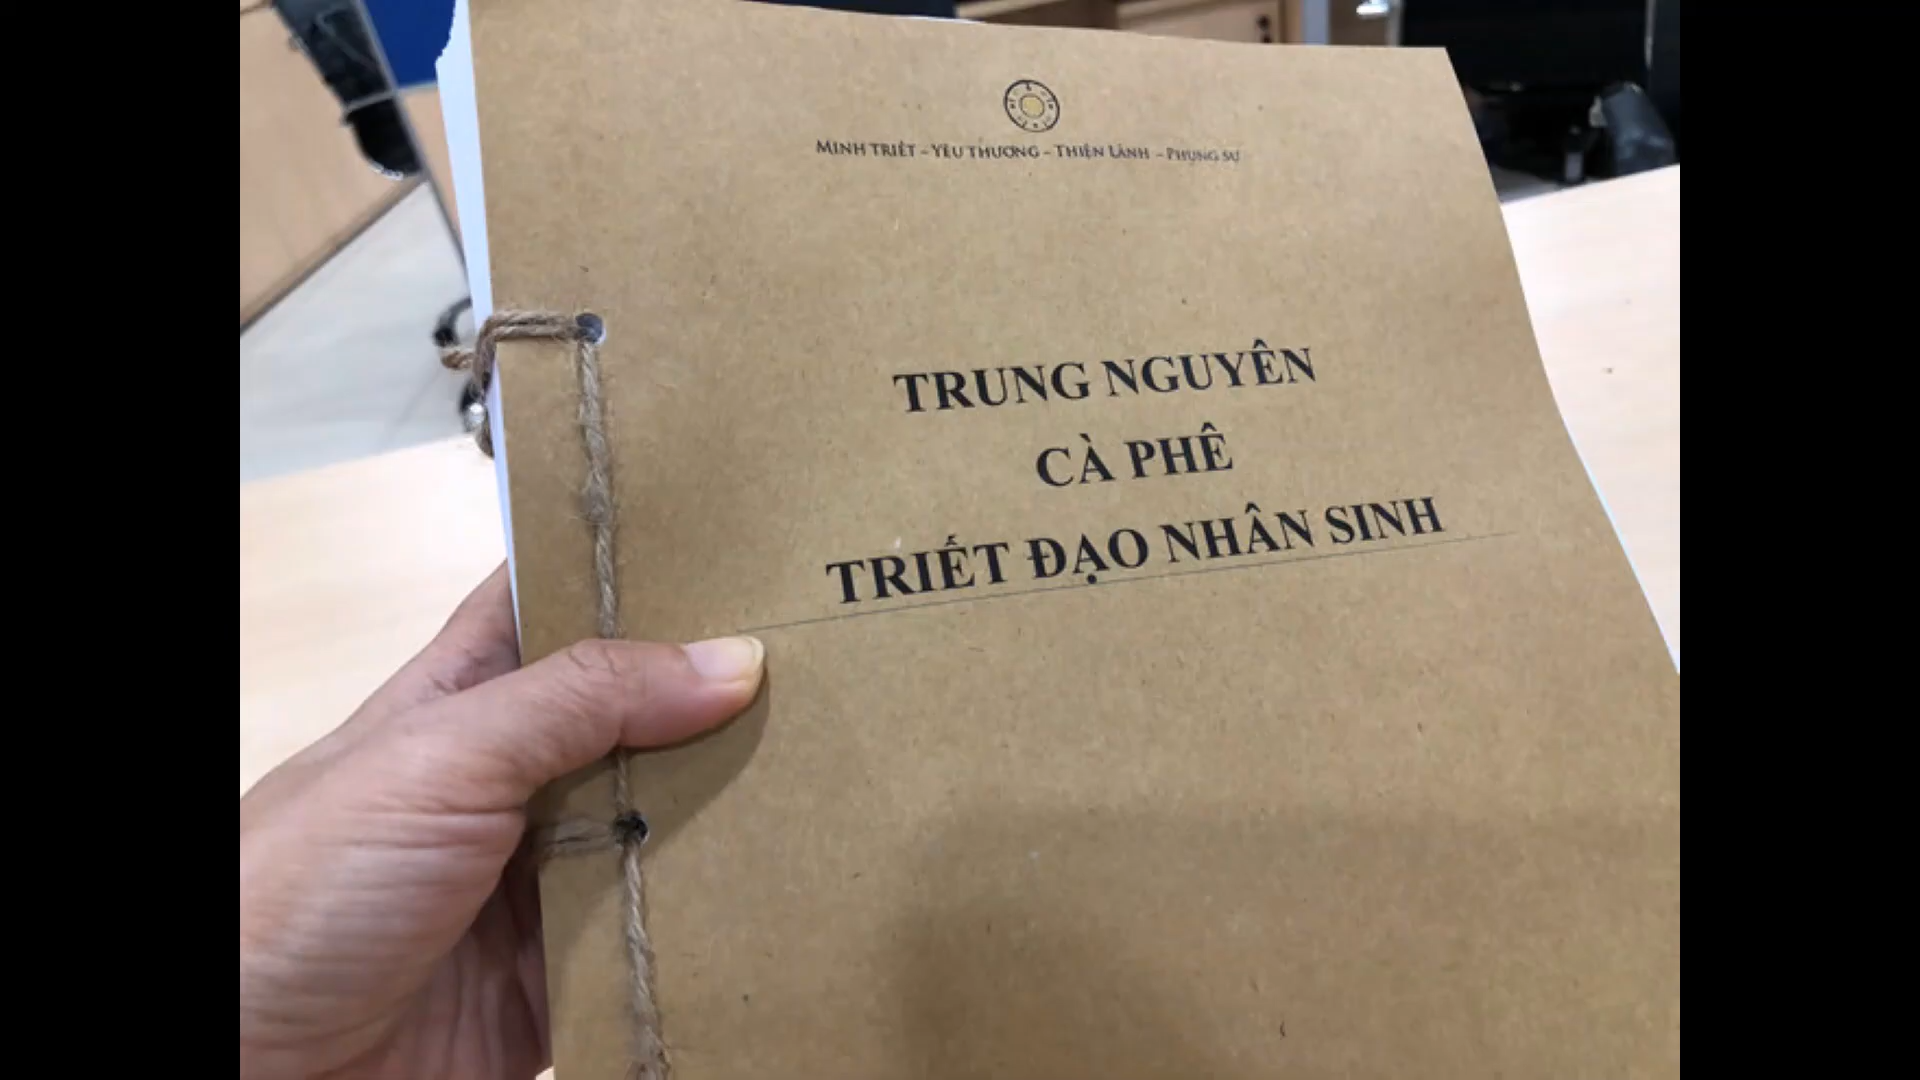 MINH TRIẾT – YÊU THƯƠNG – THIỆN LÀNH – PHỤNG SỰ
TRUNG NGUYÊN
CÀ PHÊ
TRIẾT ĐẠO NHÂN SINH